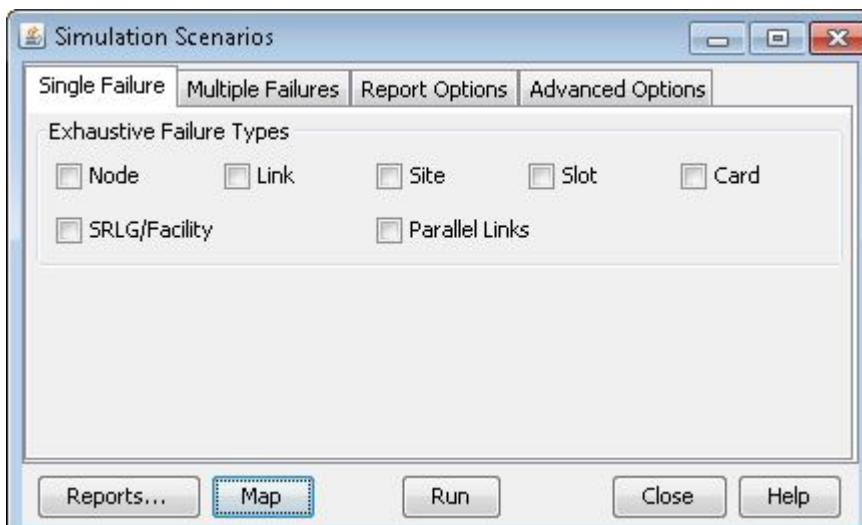 Simulation Scenarios
Single Failure Multiple Failures Report Options Advanced Options
Exhaustive Failure Types
Node Link Site Slot Card
SRLG/Facility Parallel Links
Reports... Map Run Close Help